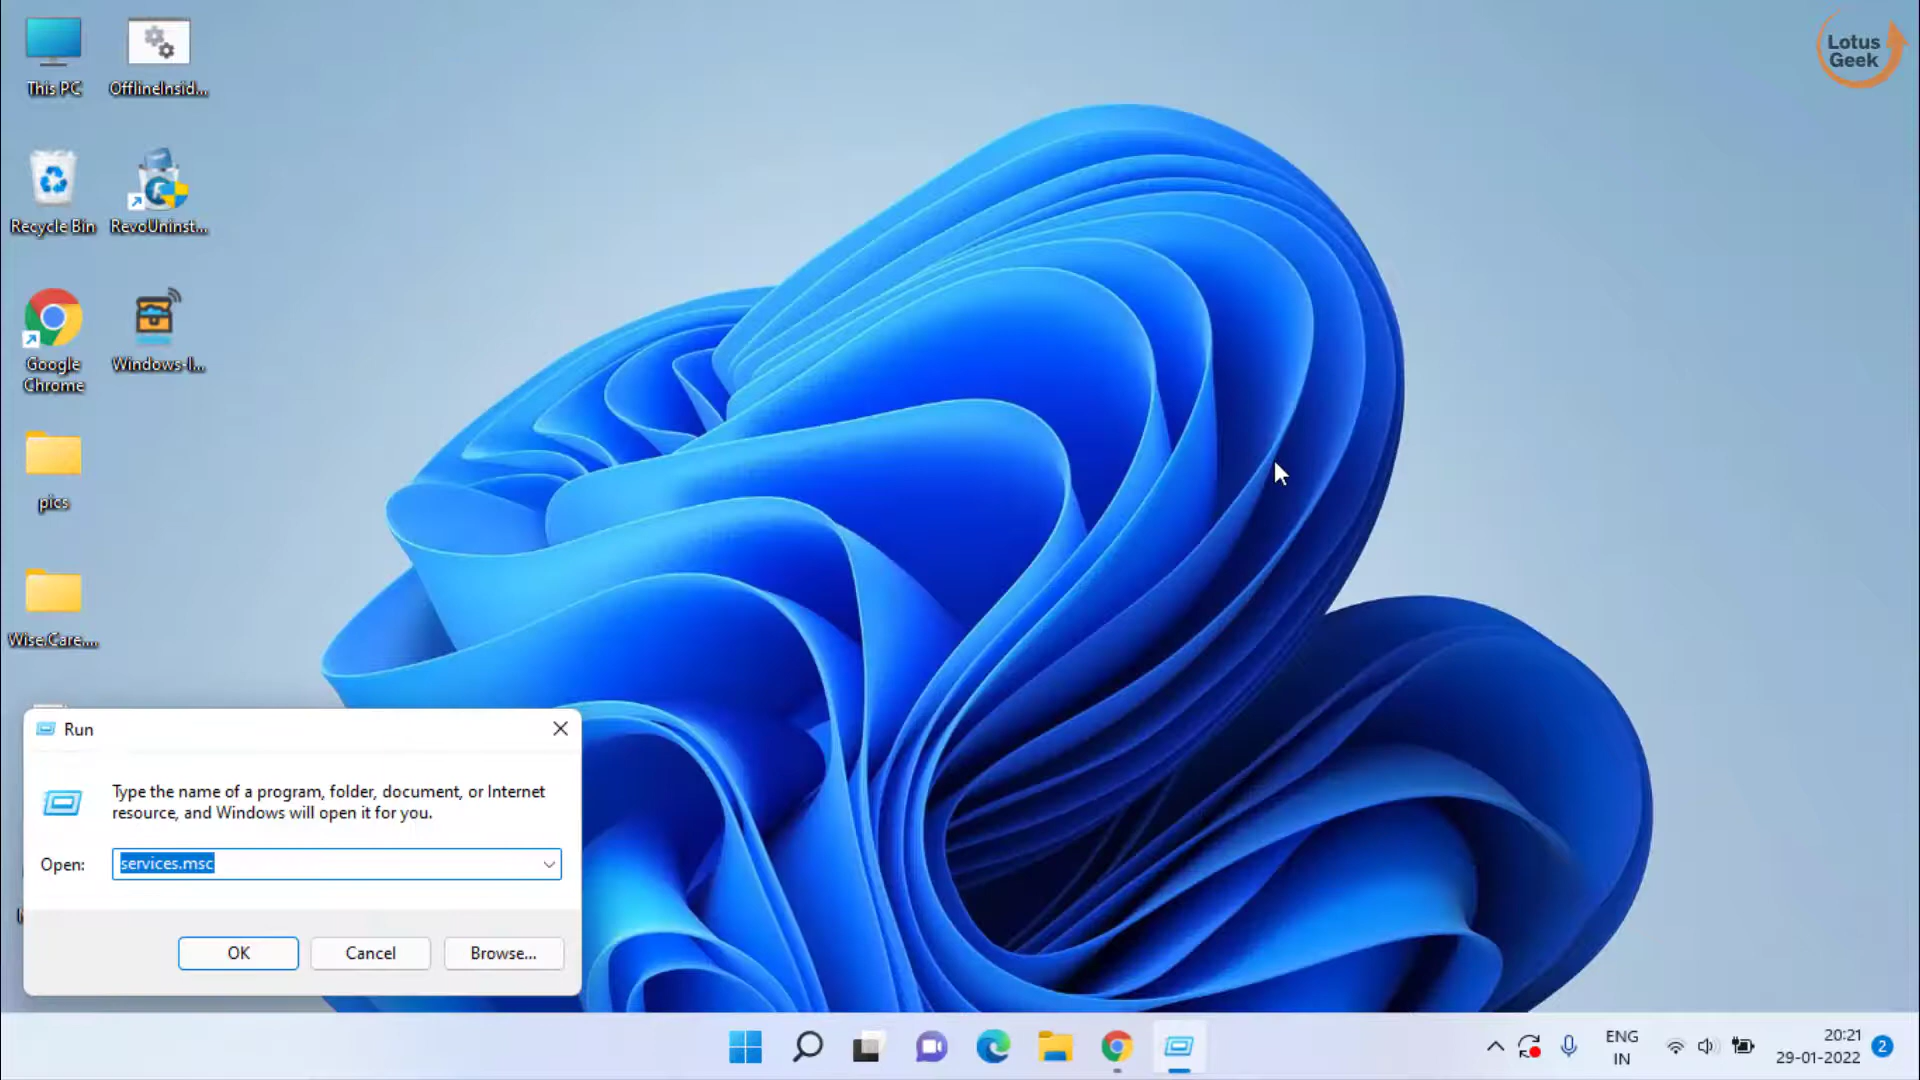 This PC
OfflineInsid...
Recycle Bin
RevoUninst...
Google
Chrome
Windows-I...
pics
Wise.Care....
Lotus
Geek
Run
Type the name of a program, folder, document, or Internet
resource, and Windows will open it for you.
Open:
services.msc
OK
Cancel
Browse...
ENG
IN
20:21
29-01-2022
2